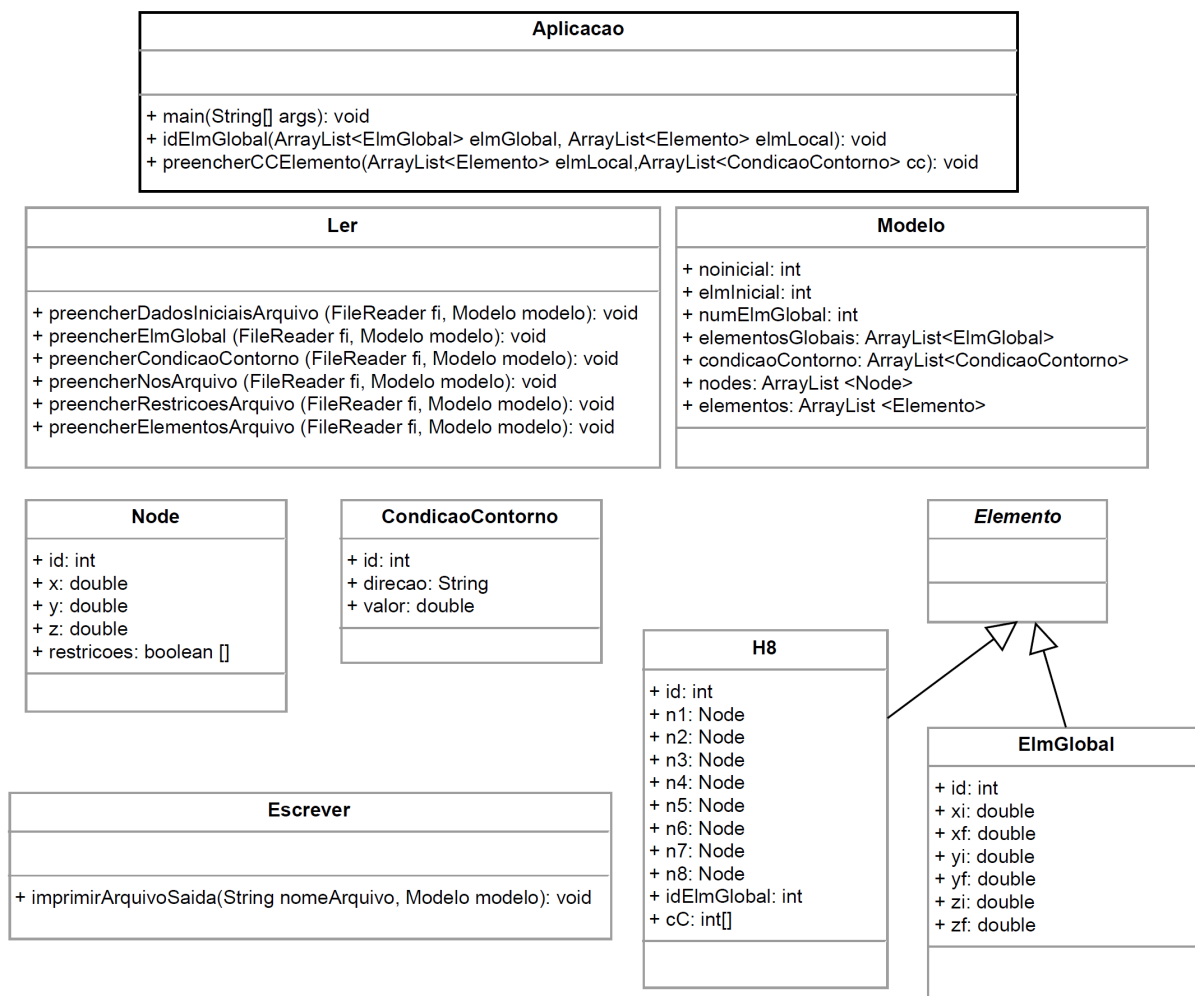 Aplicacao
+ main(String[] args): void
+ idElmGlobal(ArrayList<ElmGlobal> elmGlobal, ArrayList<Elemento> elmLocal): void
+ preencherCCElemento(ArrayList<Elemento> elmLocal,ArrayList<CondicaoContorno> cc): void
Ler
+ preencherDadosIniciaisArquivo (FileReader fi, Modelo modelo): void
+ preencherElmGlobal (FileReader fi, Modelo modelo): void
+ preencherCondicaoContorno (FileReader fi, Modelo modelo): void
+ preencherNosArquivo (FileReader fi, Modelo modelo): void
+ preencherRestricoesArquivo (FileReader fi, Modelo modelo): void
+ preencherElementosArquivo (FileReader fi, Modelo modelo): void
Modelo
+ noinicial: int
+ elmInicial: int
+ numElmGlobal: int
+ elementosGlobais: ArrayList<ElmGlobal>
+ condicaoContorno: ArrayList<CondicaoContorno>
+ nodes: ArrayList <Node>
+ elementos: ArrayList <Elemento>
Node
+ id: int
+ x: double
+ y: double
+ z: double
+ restricoes: boolean []
CondicaoContorno
+ id: int
+ direcao: String
+ valor: double
Elemento
H8
+ id: int
+ n1: Node
+ n2: Node
+ n3: Node
+ n4: Node
+ n5: Node
+ n6: Node
+ n7: Node
+ n8: Node
+ idElmGlobal: int
+ cC: int[]
ElmGlobal
+ id: int
+ xi: double
+ xf: double
+ yi: double
+ yf: double
+ zi: double
+ zf: double
Escrever
+ imprimirArquivoSaida(String nomeArquivo, Modelo modelo): void